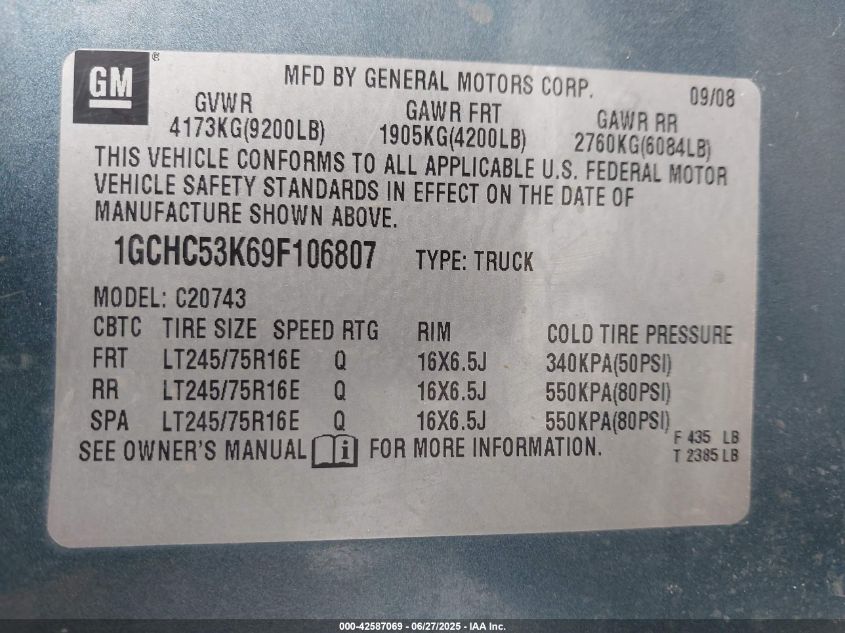 GM®
MFD BY GENERAL MOTORS CORP. 09/08
GVWR GAWR FRT GAWR RR
4173KG(9200LB) 1905KG(4200LB) 2760KG(6084LB)
THIS VEHICLE CONFORMS TO ALL APPLICABLE U.S. FEDERAL MOTOR
VEHICLE SAFETY STANDARDS IN EFFECT ON THE DATE OF
MANUFACTURE SHOWN ABOVE.
1GCHC53K69F106807 TYPE: TRUCK
MODEL: C20743
CBTC TIRE SIZE SPEED RTG RIM COLD TIRE PRESSURE
FRT LT245/75R16E Q 16X6.5J 340KPA(50PSI)
RR LT245/75R16E Q 16X6.5J 550KPA(80PSI)
SPA LT245/75R16E Q 16X6.5J 550KPA(80PSI)
F 435 LB
SEE OWNER'S MANUAL i FOR MORE INFORMATION.
T 2385 LB
000-42587069 - 06/27/2025 - IAA Inc.